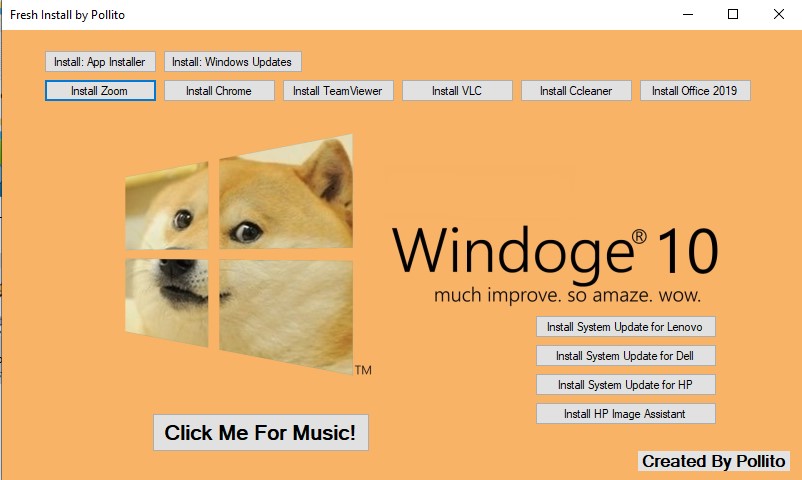 Fresh Install by Pollito
Install: App Installer
Install: Windows Updates
Install Zoom
Install Chrome
Install TeamViewer
Install VLC
Install Ccleaner
Install Office 2019
Windoge® 10
much improve. so amaze. wow.
TM
Install System Update for Lenovo
Install System Update for Dell
Install System Update for HP
Install HP Image Assistant
Click Me For Music!
Created By Pollito